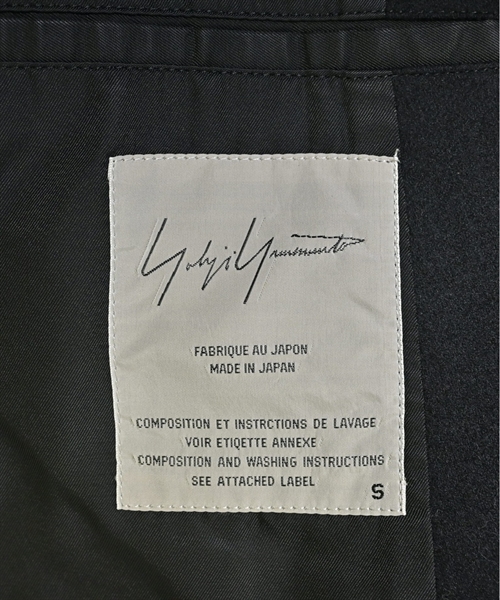 Yohji Yamamoto
FABRIQUE AU JAPON
MADE IN JAPAN
COMPOSITION ET INSTRCTIONS DE LAVAGE
VOIR ETIQETTE ANNEXE
COMPOSITION AND WASHING INSTRUCTIONS
SEE ATTACHED LABEL
S